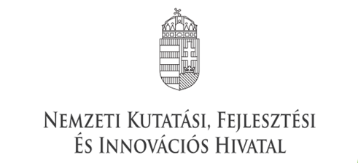 Nemzeti Kutatási, Fejlesztési
És Innovációs Hivatal